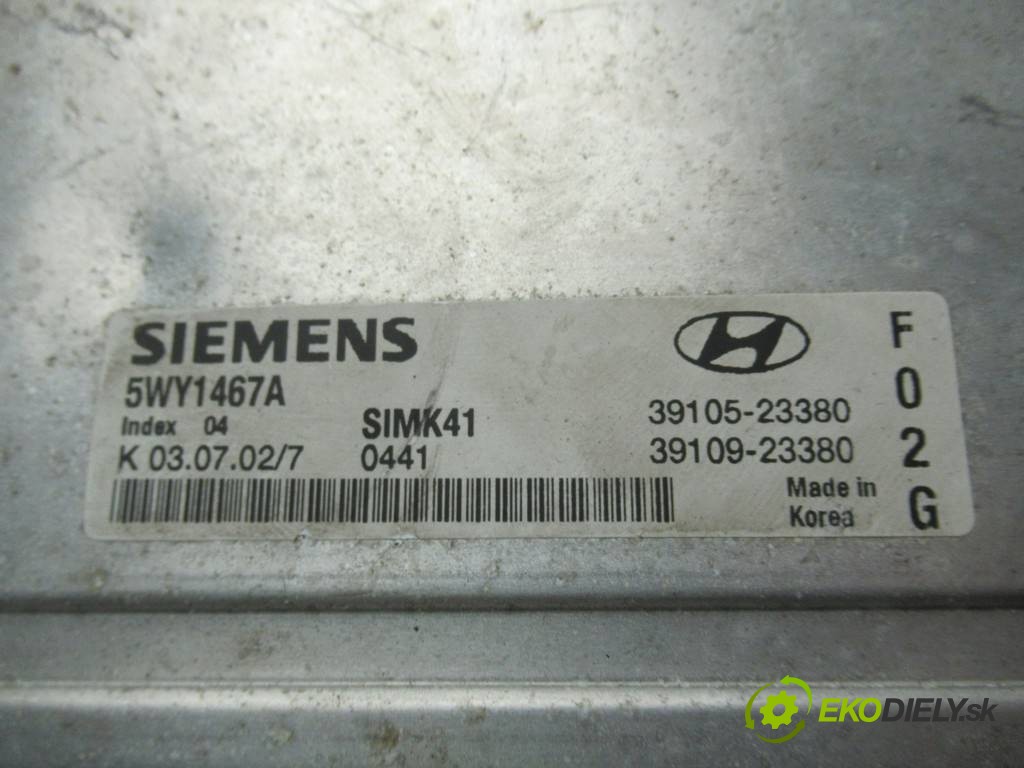 SIEMENS
5WY1467A
Index 04 SIMK41
K 03.07.02/7 0441
39105-23380
39109-23380
Made in
Korea
F
0
2
G
EKODIELY.sk